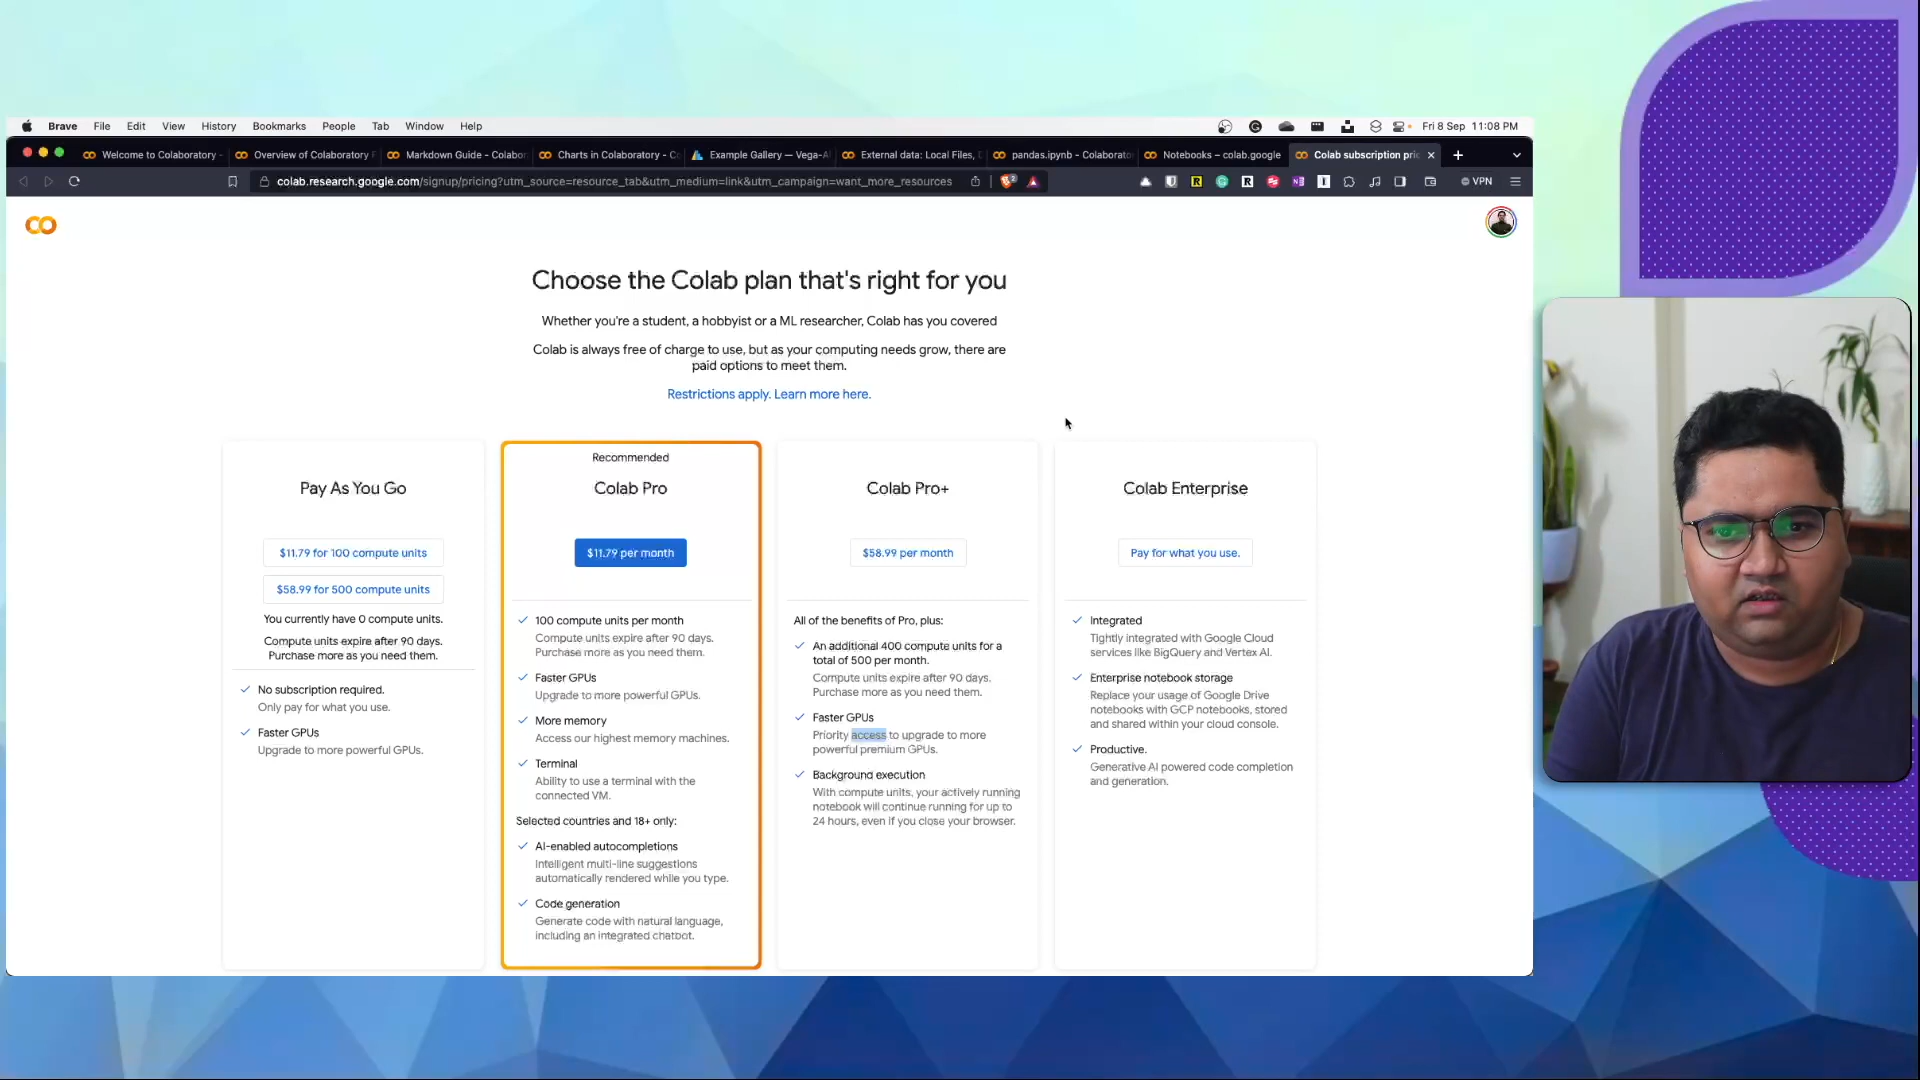 Brave File Edit View History Bookmarks People Tab Window Help
Fri 8 Sep 11:08 PM
Welcome to Colaboratory -
Overview of Colaboratory F
Markdown Guide - Colabor
Charts in Colaboratory - C
Example Gallery — Vega-A
External data: Local Files,
pandas.ipynb - Colaborato
Notebooks – colab.google
Colab subscription pric
colab.research.google.com/signup/pricing?utm_source=resource_tab&utm_medium=link&utm_campaign=want_more_resources
VPN
Choose the Colab plan that's right for you
Whether you're a student, a hobbyist or a ML researcher, Colab has you covered
Colab is always free of charge to use, but as your computing needs grow, there are
paid options to meet them.
Restrictions apply. Learn more here.
Pay As You Go
$11.79 for 100 compute units
$58.99 for 500 compute units
You currently have 0 compute units.
Compute units expire after 90 days.
Purchase more as you need them.
No subscription required.
Only pay for what you use.
Faster GPUs
Upgrade to more powerful GPUs.
Recommended
Colab Pro
$11.79 per month
100 compute units per month
Compute units expire after 90 days.
Purchase more as you need them.
Faster GPUs
Upgrade to more powerful GPUs.
More memory
Access our highest memory machines.
Terminal
Ability to use a terminal with the
connected VM.
Selected countries and 18+ only:
AI-enabled autocompletions
Intelligent multi-line suggestions
automatically rendered while you type.
Code generation
Generate code with natural language,
including an integrated chatbot.
Colab Pro+
$58.99 per month
All of the benefits of Pro, plus:
An additional 400 compute units for a
total of 500 per month.
Compute units expire after 90 days.
Purchase more as you need them.
Faster GPUs
Priority access to upgrade to more
powerful premium GPUs.
Background execution
With compute units, your actively running
notebook will continue running for up to
24 hours, even if you close your browser.
Colab Enterprise
Pay for what you use.
Integrated
Tightly integrated with Google Cloud
services like BigQuery and Vertex AI.
Enterprise notebook storage
Replace your usage of Google Drive
notebooks with GCP notebooks, stored
and shared within your cloud console.
Productive.
Generative AI powered code completion
and generation.